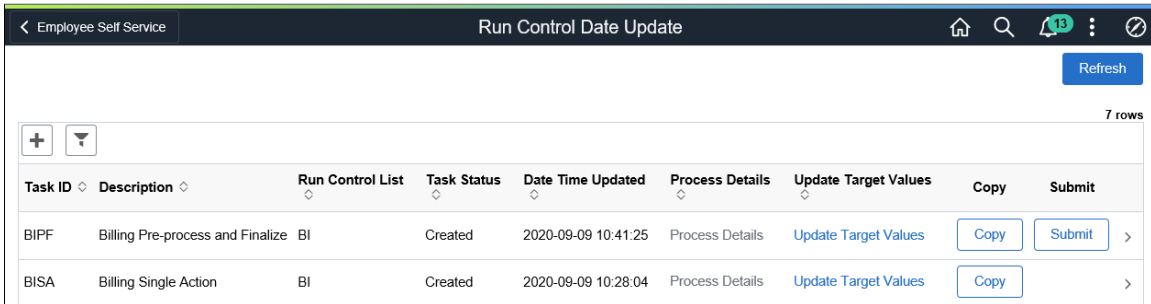 Employee Self Service Run Control Date Update 13
Refresh
7 rows
Task ID Description Run Control List Task Status Date Time Updated Process Details Update Target Values Copy Submit
BIPF Billing Pre-process and Finalize BI Created 2020-09-09 10:41:25 Process Details Update Target Values Copy Submit
BISA Billing Single Action BI Created 2020-09-09 10:28:04 Process Details Update Target Values Copy